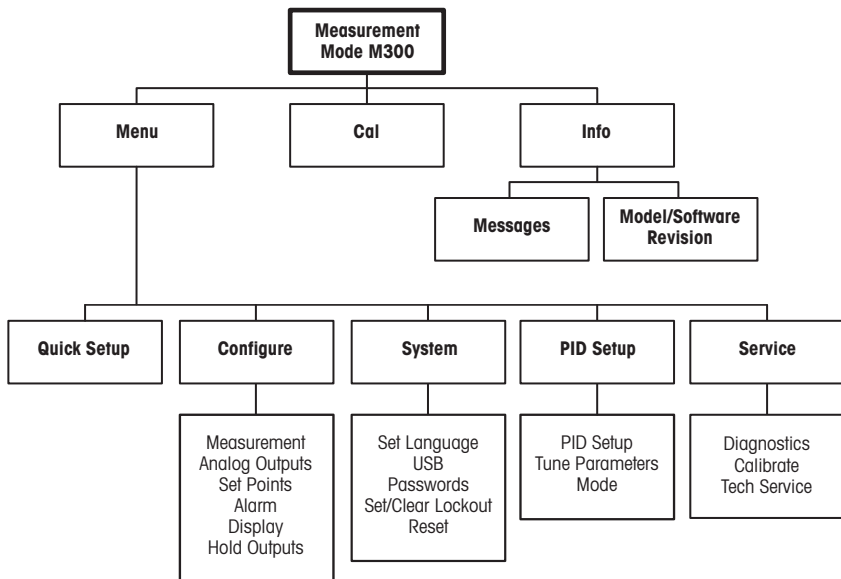 Measurement
Mode M300
Menu
Cal
Info
Messages
Model/Software
Revision
Quick Setup
Configure
System
PID Setup
Service
Measurement
Analog Outputs
Set Points
Alarm
Display
Hold Outputs
Set Language
USB
Passwords
Set/Clear Lockout
Reset
PID Setup
Tune Parameters
Mode
Diagnostics
Calibrate
Tech Service